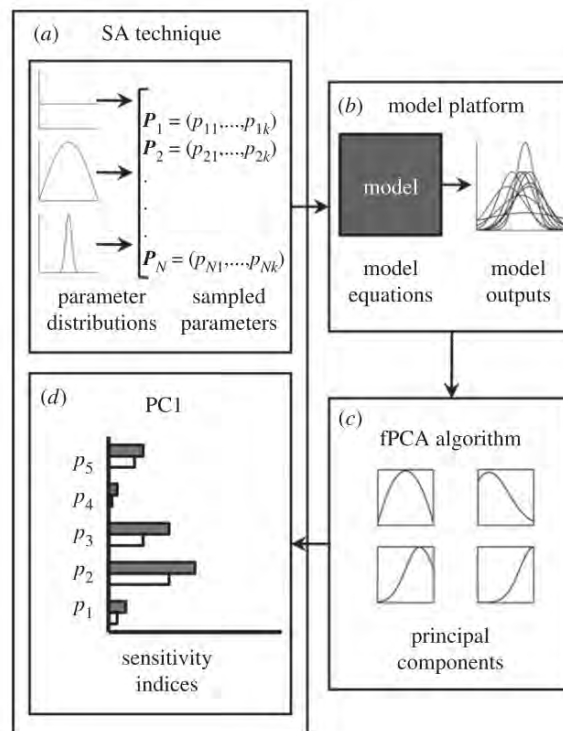 (a) SA technique
P1 = (p11,...,p1k)
P2 = (p21,...,p2k)
.
.
.
PN = (pN1,...,pNk)
parameter sampled
distributions parameters
(b) model platform
model
model model
equations outputs
(c)
fPCA algorithm
principal
components
(d) PC1
p5
p4
p3
p2
p1
sensitivity
indices